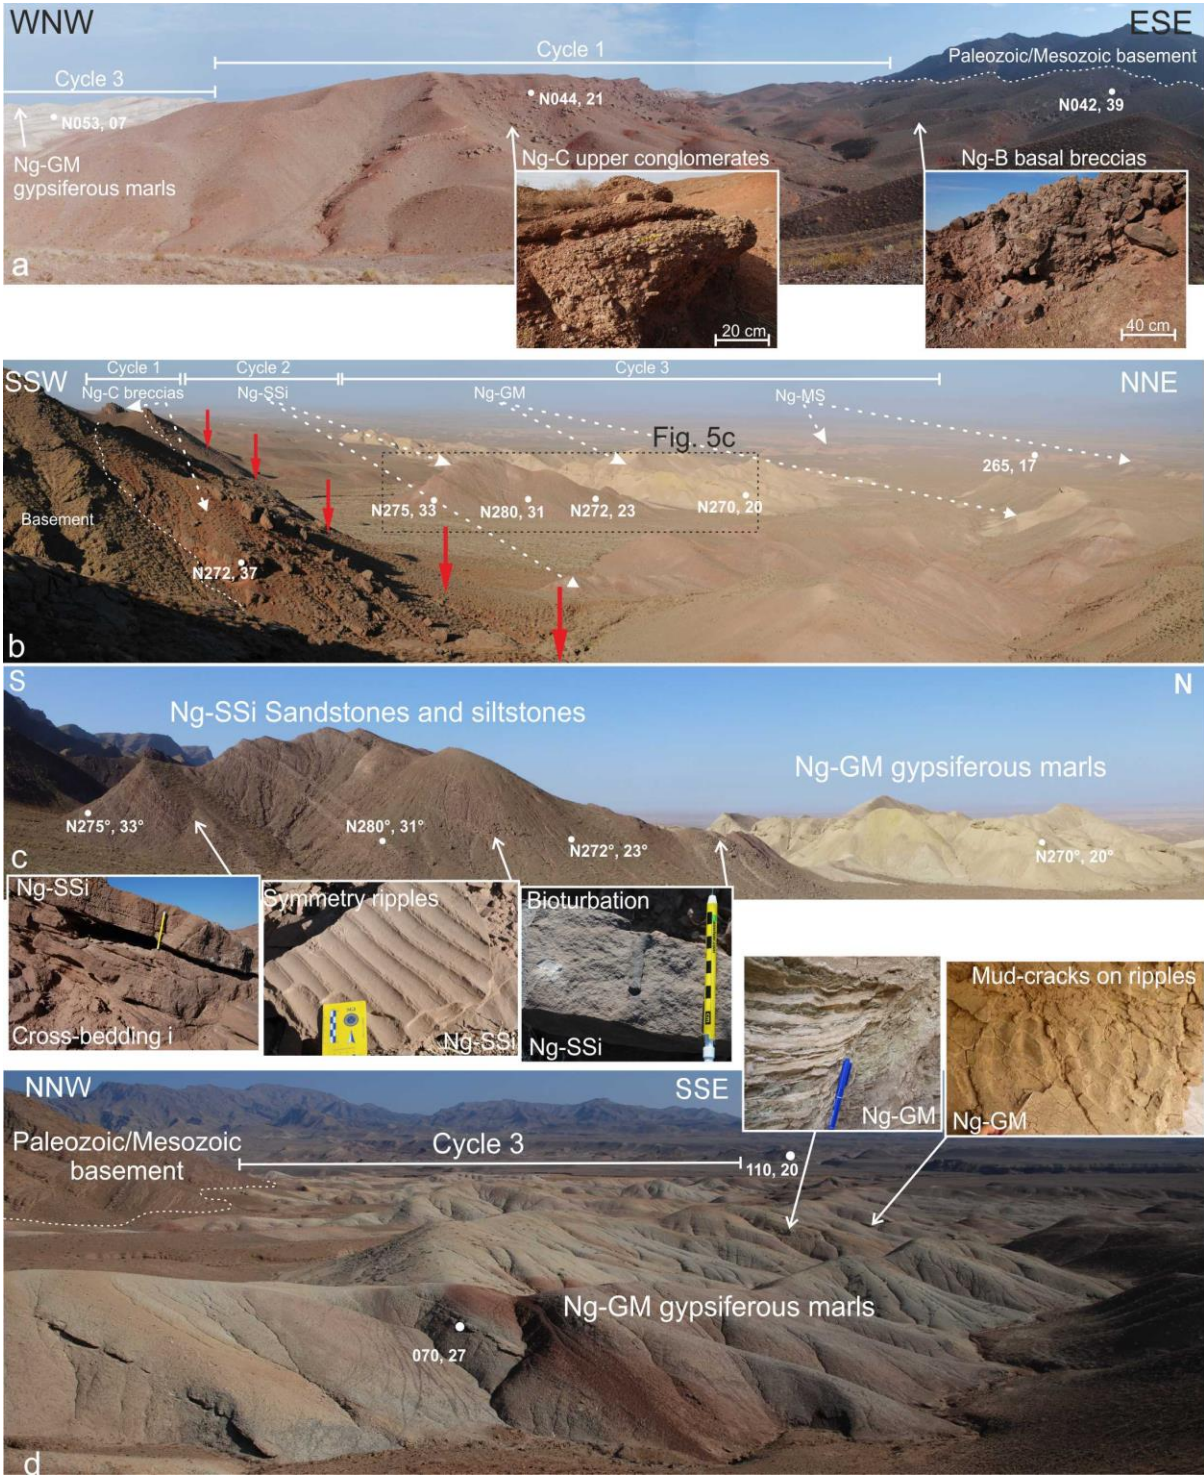 WNW
ESE
Cycle 1
Paleozoic/Mesozoic basement
Cycle 3
N053, 07
N044, 21
N042, 39
Ng-GM
gypsiferous marls
Ng-C upper conglomerates
Ng-B basal breccias
20 cm
40 cm
a
SSW
Cycle 1
Cycle 2
Cycle 3
NNE
Ng-C breccias
Ng-SSi
Ng-GM
Ng-MS
Fig. 5c
265, 17
N275, 33
N280, 31
N272, 23
N270, 20
Basement
N272, 37
b
S
N
Ng-SSi Sandstones and siltstones
Ng-GM gypsiferous marls
N275°, 33°
N280°, 31°
N272°, 23°
N270°, 20°
c
Ng-SSi
Cross-bedding i
Symmetry ripples
Ng-SSi
Bioturbation
Ng-SSi
Ng-GM
Mud-cracks on ripples
Ng-GM
NNW
SSE
Paleozoic/Mesozoic
basement
Cycle 3
110, 20
Ng-GM gypsiferous marls
070, 27
d